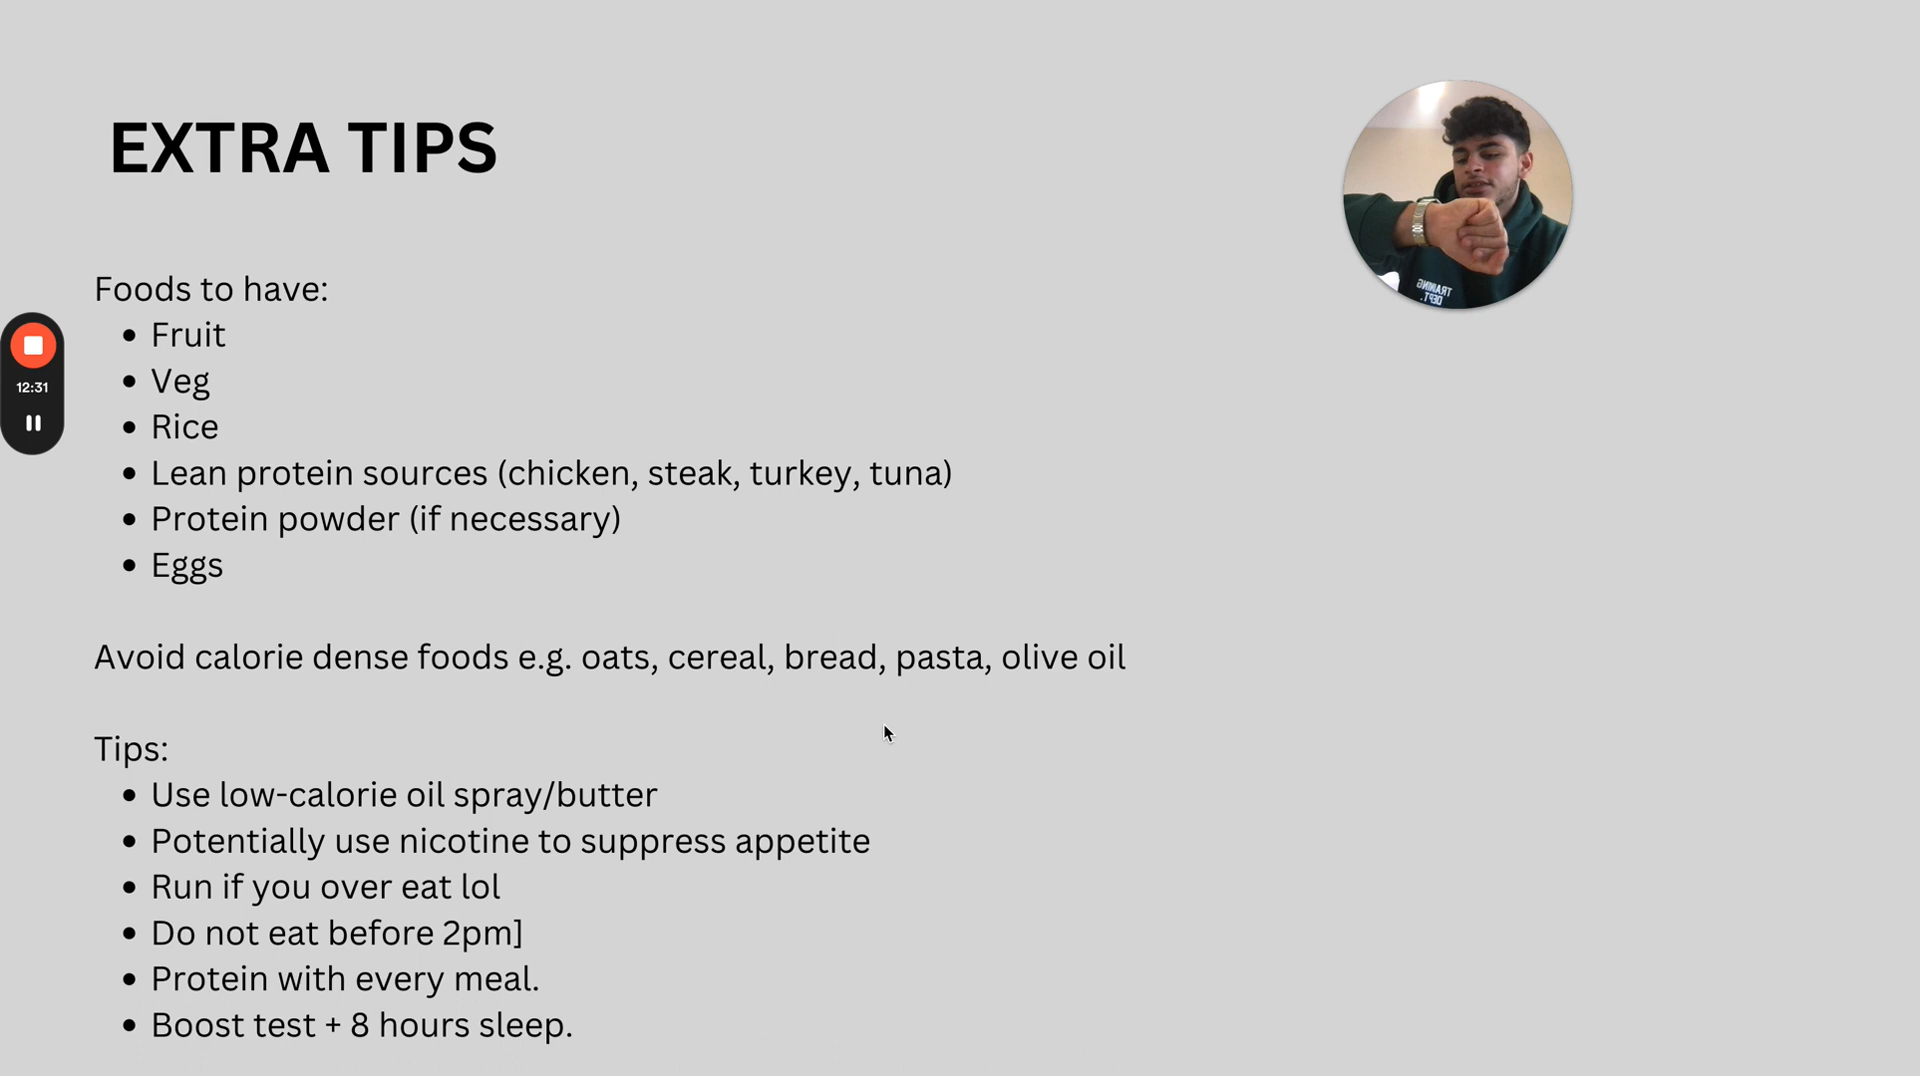 EXTRA TIPS
Foods to have:
• Fruit
• Veg
• Rice
• Lean protein sources (chicken, steak, turkey, tuna)
• Protein powder (if necessary)
• Eggs
Avoid calorie dense foods e.g. oats, cereal, bread, pasta, olive oil
Tips:
• Use low-calorie oil spray/butter
• Potentially use nicotine to suppress appetite
• Run if you over eat lol
• Do not eat before 2pm]
• Protein with every meal.
• Boost test + 8 hours sleep.
12:31
TRAINING
DEPT.